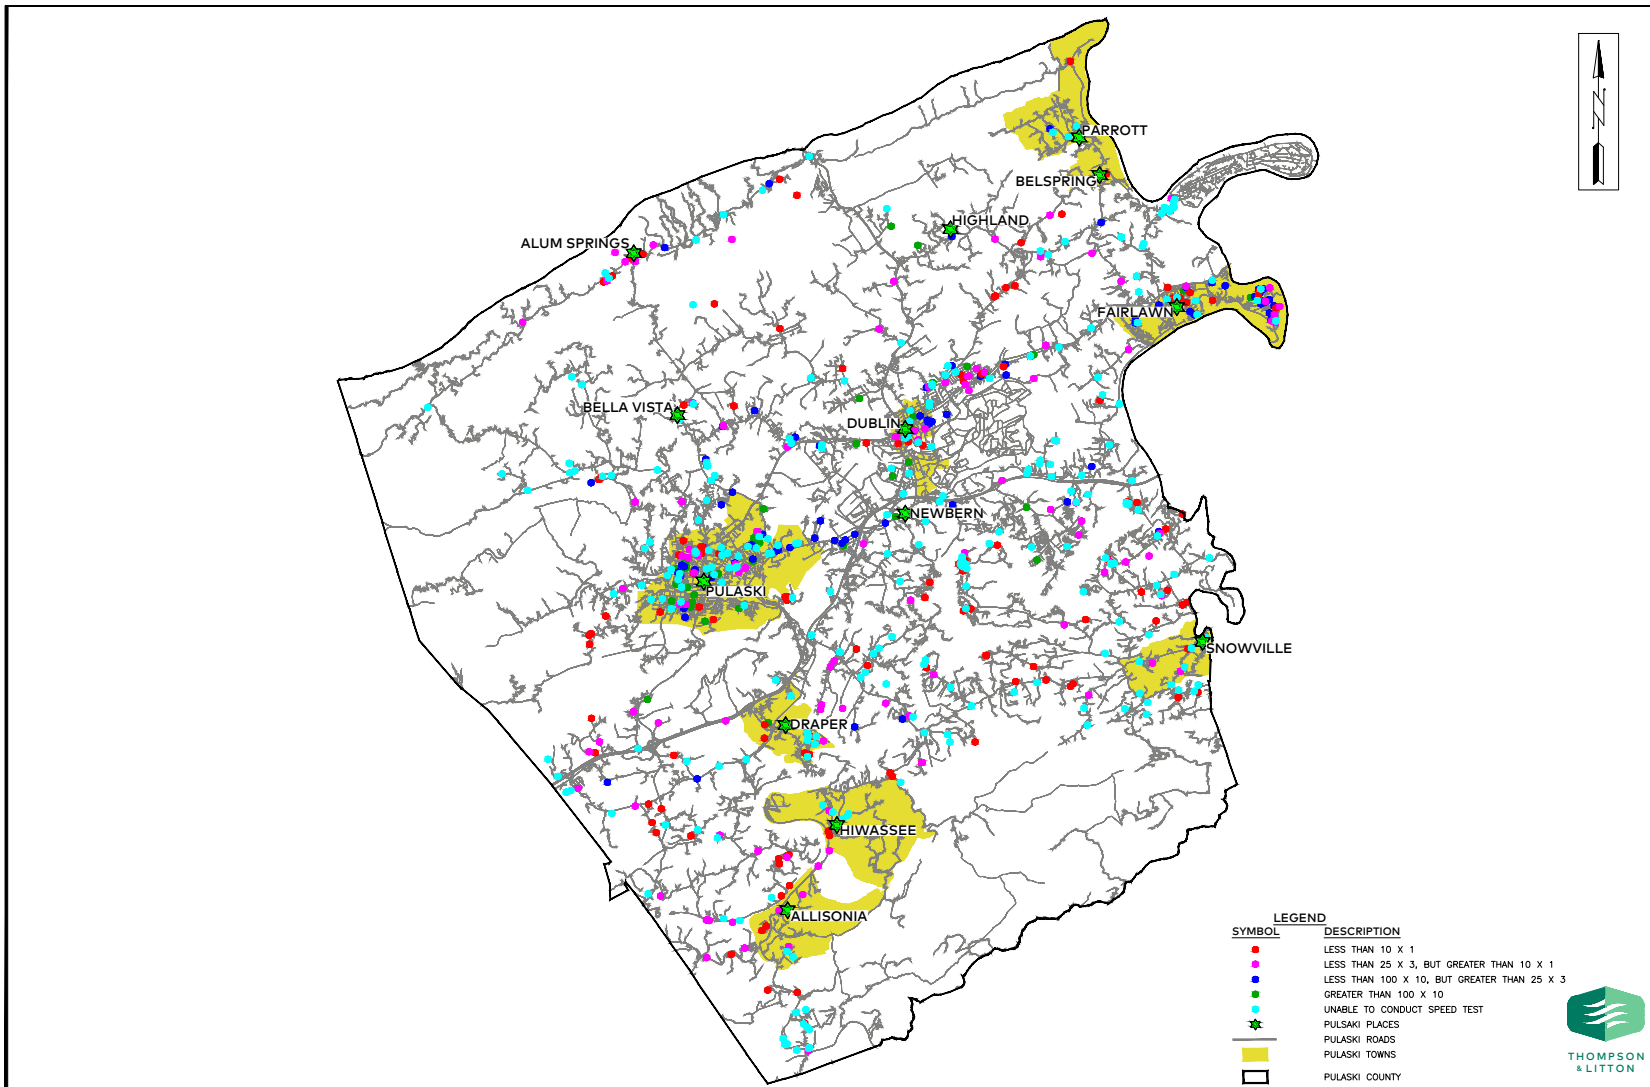 PARROTT
BELSPRING
HIGHLAND
ALUM SPRINGS
FAIRLAWN
BELLA VISTA
DUBLIN
NEWBERN
PULASKI
SNOWVILLE
DRAPER
HIWASSEE
ALLISONIA
LEGEND
SYMBOL DESCRIPTION
LESS THAN 10 X 1
LESS THAN 25 X 3, BUT GREATER THAN 10 X 1
LESS THAN 100 X 10, BUT GREATER THAN 25 X 3
GREATER THAN 100 X 10
UNABLE TO CONDUCT SPEED TEST
PULSAKI PLACES
PULASKI ROADS
PULASKI TOWNS
PULASKI COUNTY
THOMPSON
& LITTON
N